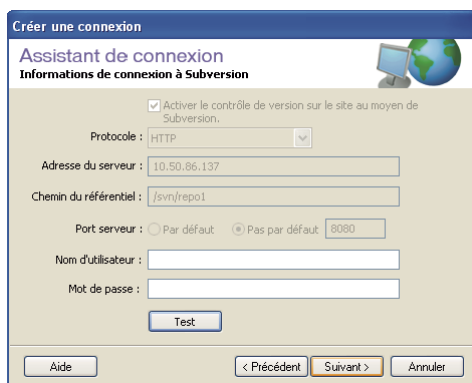 Créer une connexion
Assistant de connexion
Informations de connexion à Subversion
Activer le contrôle de version sur le site au moyen de
Subversion.
Protocole : HTTP
Adresse du serveur : 10.50.86.137
Chemin du référentiel : /svn/repo1
Port serveur : Par défaut Pas par défaut 8080
Nom d'utilisateur :
Mot de passe :
Test
Aide < Précédent Suivant > Annuler